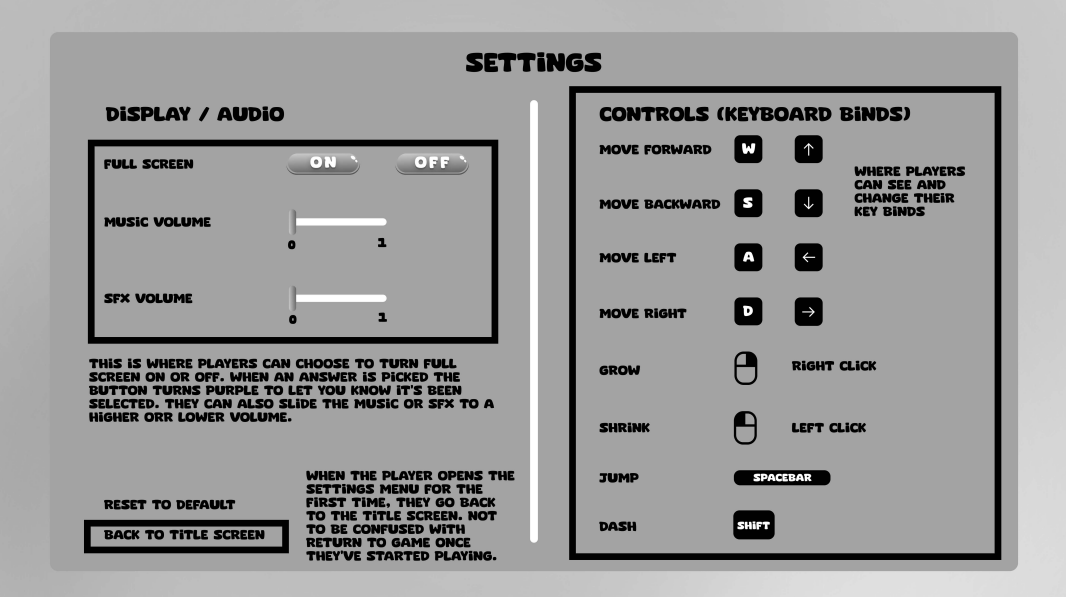 SETTINGS
DISPLAY / AUDIO
FULL SCREEN ON OFF
MUSIC VOLUME
0 1
SFX VOLUME
0 1
THIS IS WHERE PLAYERS CAN CHOOSE TO TURN FULL
SCREEN ON OR OFF. WHEN AN ANSWER IS PICKED THE
BUTTON TURNS PURPLE TO LET YOU KNOW IT'S BEEN
SELECTED. THEY CAN ALSO SLIDE THE MUSIC OR SFX TO A
HIGHER ORR LOWER VOLUME.
RESET TO DEFAULT
BACK TO TITLE SCREEN
WHEN THE PLAYER OPENS THE
SETTINGS MENU FOR THE
FIRST TIME, THEY GO BACK
TO THE TITLE SCREEN. NOT
TO BE CONFUSED WITH
RETURN TO GAME ONCE
THEY'VE STARTED PLAYING.
CONTROLS (KEYBOARD BINDS)
MOVE FORWARD W ↑
MOVE BACKWARD S ↓
MOVE LEFT A ←
MOVE RIGHT D →
GROW RIGHT CLICK
SHRINK LEFT CLICK
JUMP SPACEBAR
DASH SHIFT
WHERE PLAYERS
CAN SEE AND
CHANGE THEIR
KEY BINDS